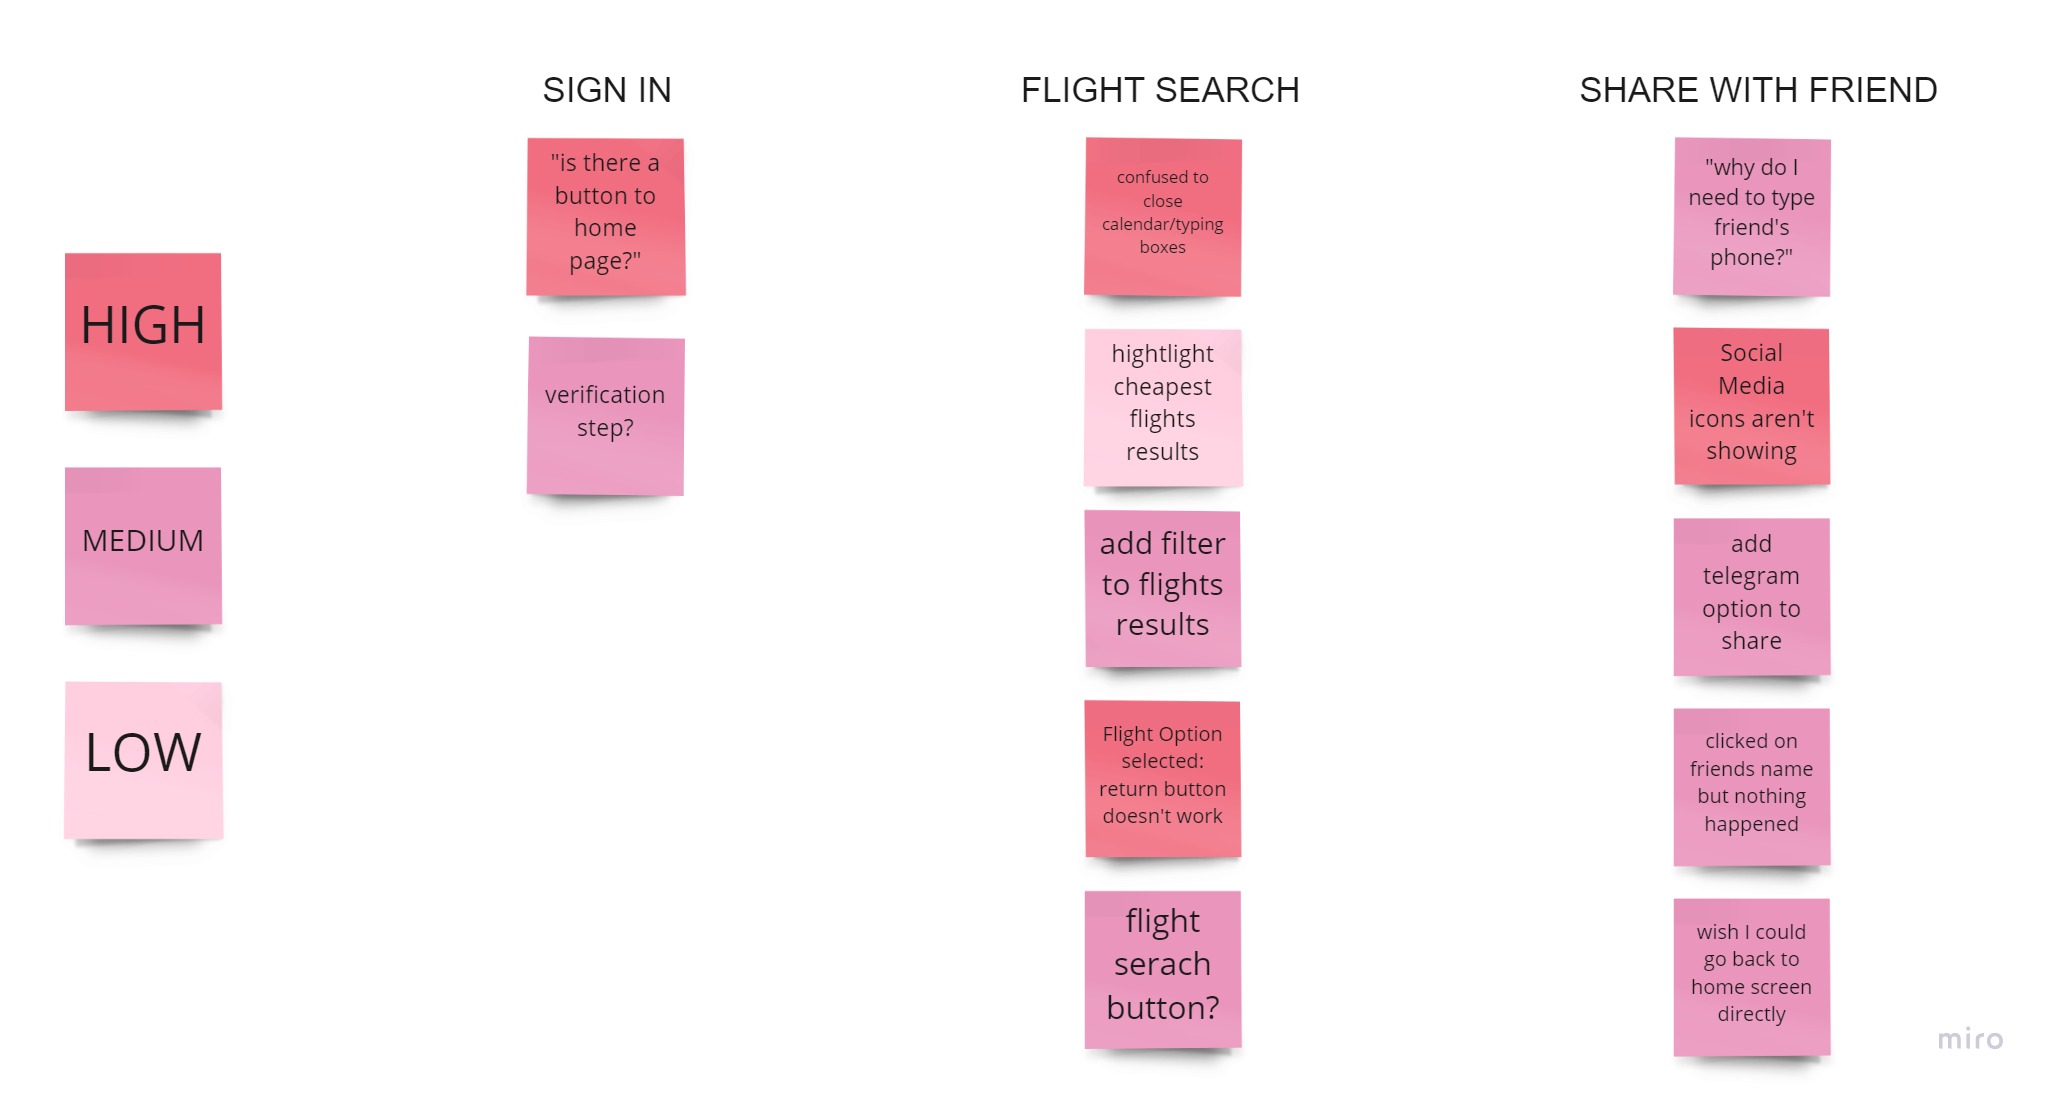 SIGN IN
FLIGHT SEARCH
SHARE WITH FRIEND
HIGH
MEDIUM
LOW
"is there a
button to
home
page?"
verification
step?
confused to
close
calendar/typing
boxes
hightlight
cheapest
flights
results
add filter
to flights
results
Flight Option
selected:
return button
doesn't work
flight
serach
button?
"why do I
need to type
friend's
phone?"
Social
Media
icons aren't
showing
add
telegram
option to
share
clicked on
friends name
but nothing
happened
wish I could
go back to
home screen
directly
miro